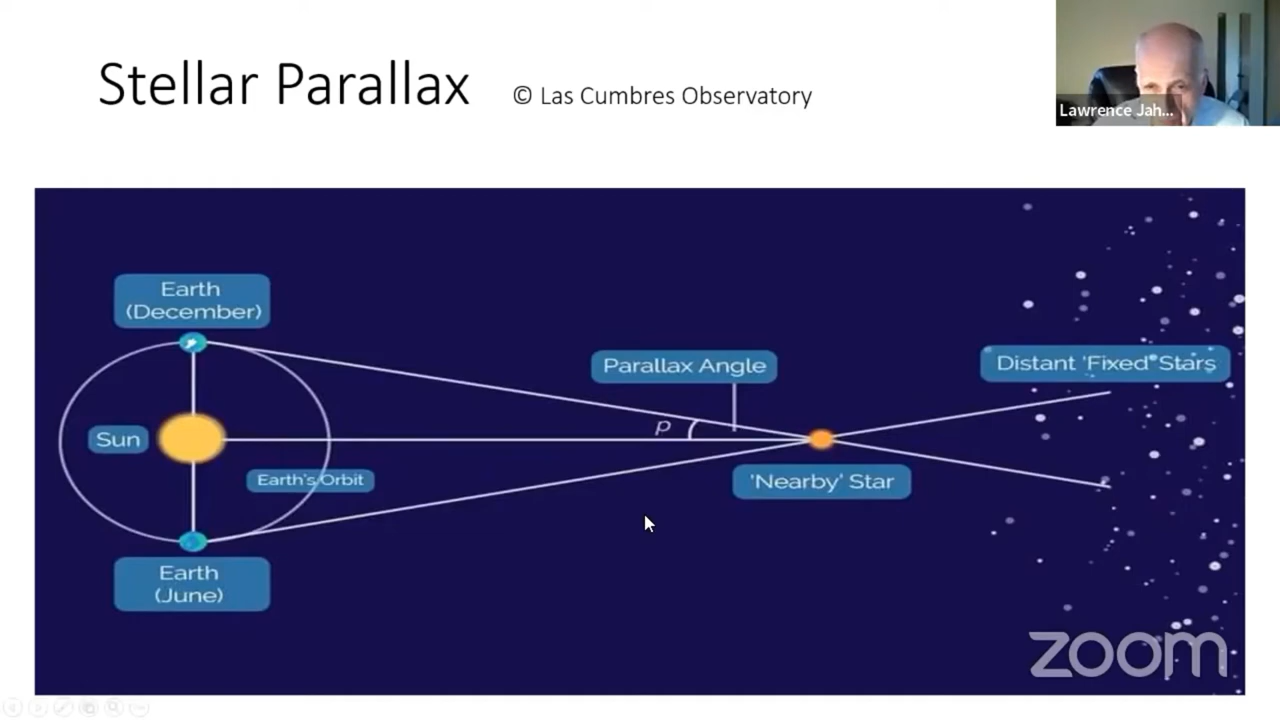 Stellar Parallax
© Las Cumbres Observatory
Lawrence Jah...
Earth
(December)
Parallax Angle
Distant 'Fixed' Stars
p
Sun
Earth's Orbit
'Nearby' Star
Earth
(June)
zoom